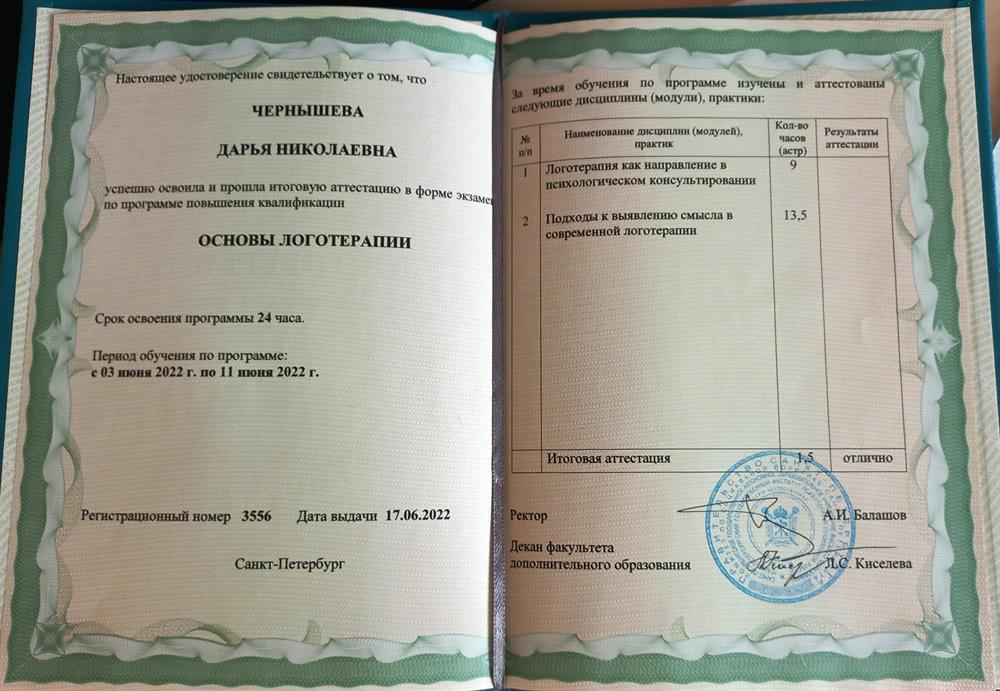 Настоящее удостоверение свидетельствует о том, что
ЧЕРНЫШЕВА
ДАРЬЯ НИКОЛАЕВНА
успешно освоила и прошла итоговую аттестацию в форме экзамен
по программе повышения квалификации
ОСНОВЫ ЛОГОТЕРАПИИ
Срок освоения программы 24 часа.
Период обучения по программе:
с 03 июня 2022 г. по 11 июня 2022 г.
Регистрационный номер 3556 Дата выдачи 17.06.2022
Санкт-Петербург
За время обучения по программе изучены и аттестованы
следующие дисциплины (модули), практики:
№
п/п
Наименование дисциплин (модулей),
практик
Кол-во
часов
(астр)
Результаты
аттестации
1 Логотерапия как направление в 9
психологическом консультировании
2 Подходы к выявлению смысла в 13,5
современной логотерапии
Итоговая аттестация 1,5 отлично
Ректор А.И. Балашов
Декан факультета
дополнительного образования Л.С. Киселева